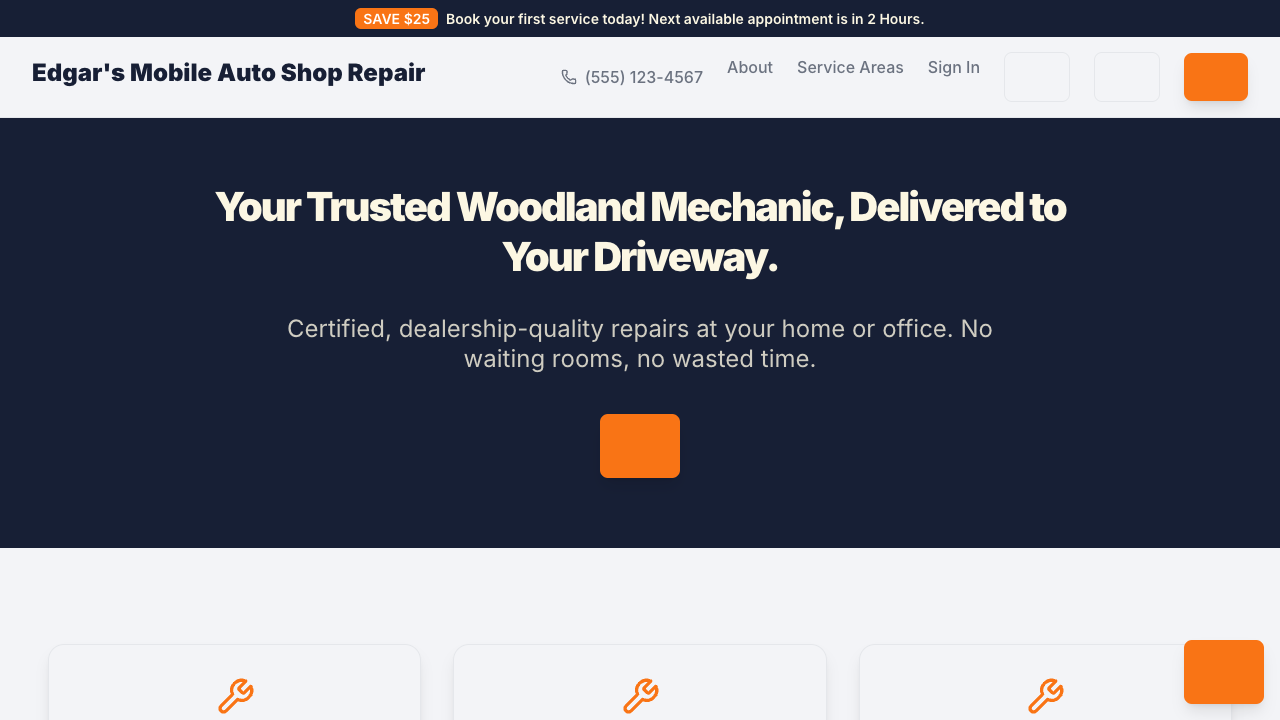 SAVE $25 Book your first service today! Next available appointment is in 2 Hours.
Edgar's Mobile Auto Shop Repair
(555) 123-4567
About
Service Areas
Sign In
Your Trusted Woodland Mechanic, Delivered to
Your Driveway.
Certified, dealership-quality repairs at your home or office. No
waiting rooms, no wasted time.